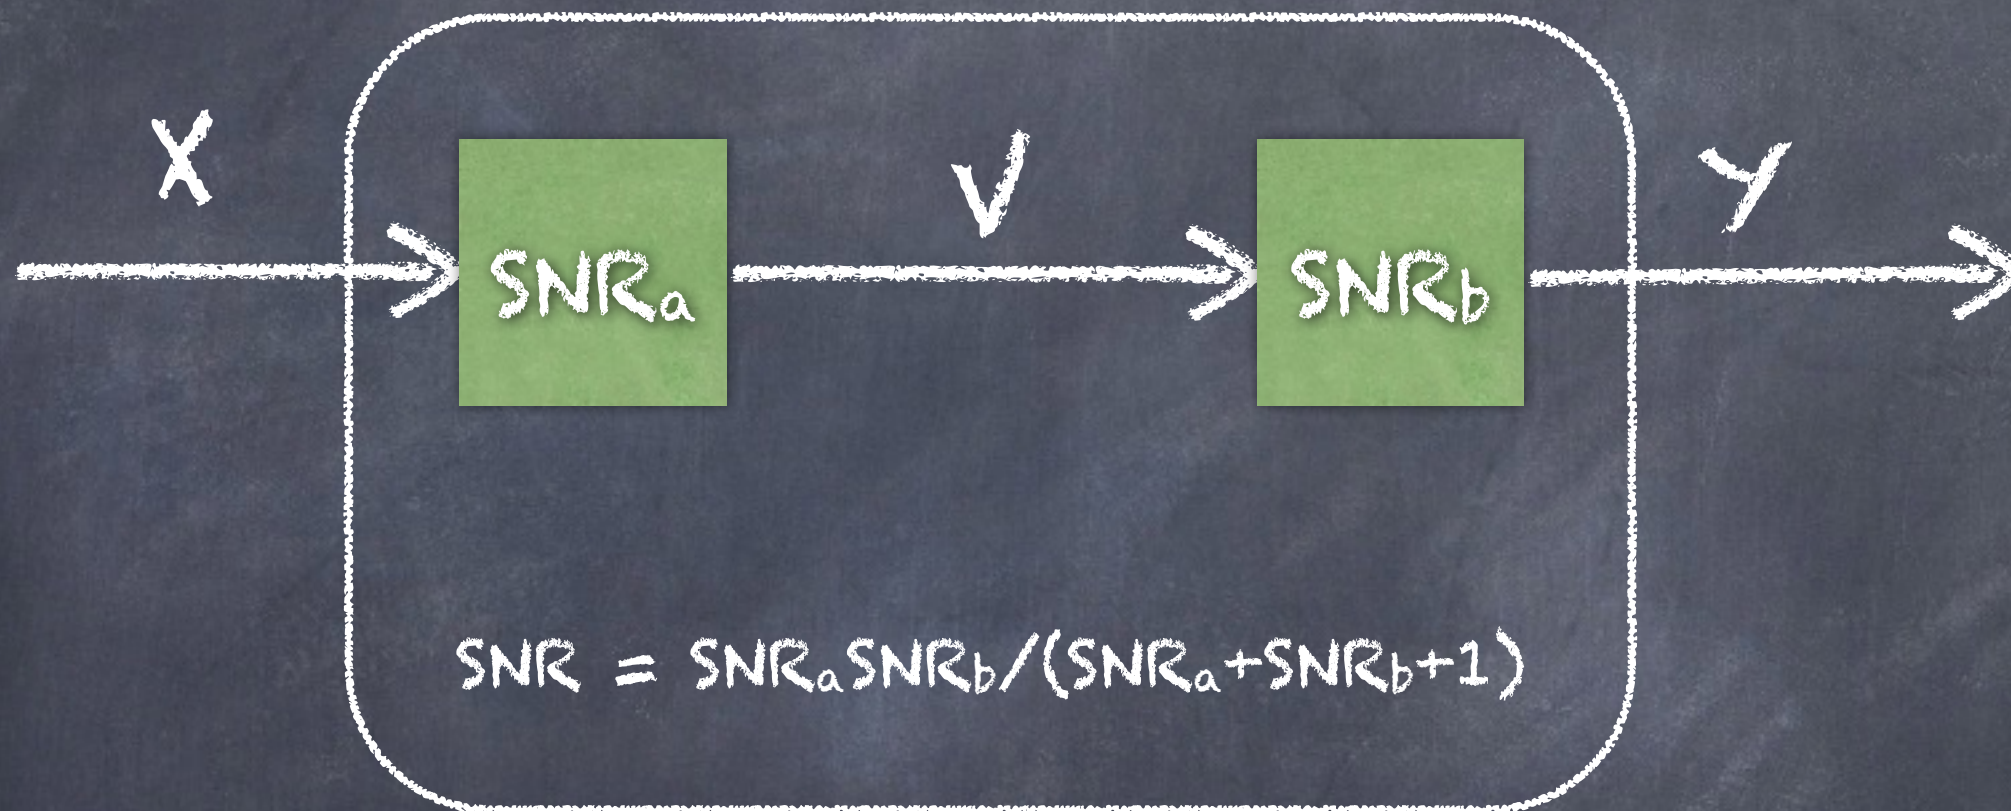 X
V
Y
SNRa
SNRb
SNR = SNRaSNRb/(SNRa+SNRb+1)